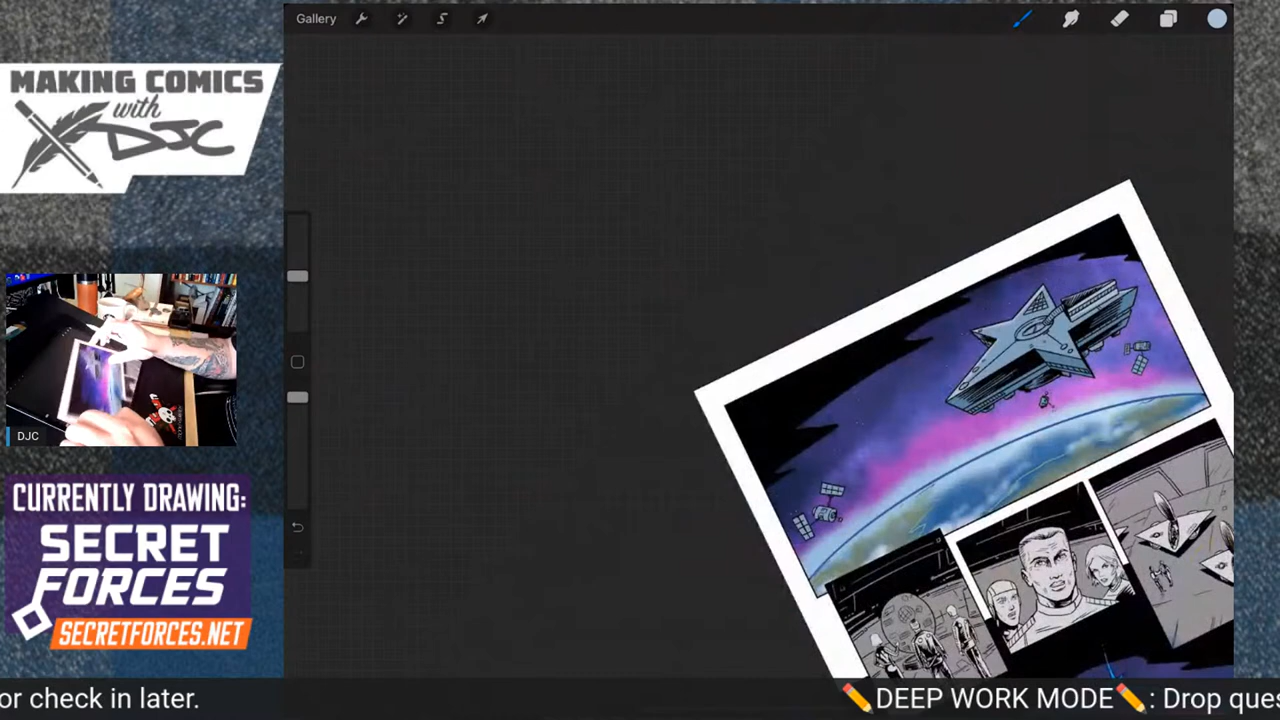 Gallery
MAKING COMICS
with
DJC
DJC
CURRENTLY DRAWING:
SECRET
FORCES
SECRETFORCES.NET
or check in later.
✏️DEEP WORK MODE✏️: Drop ques